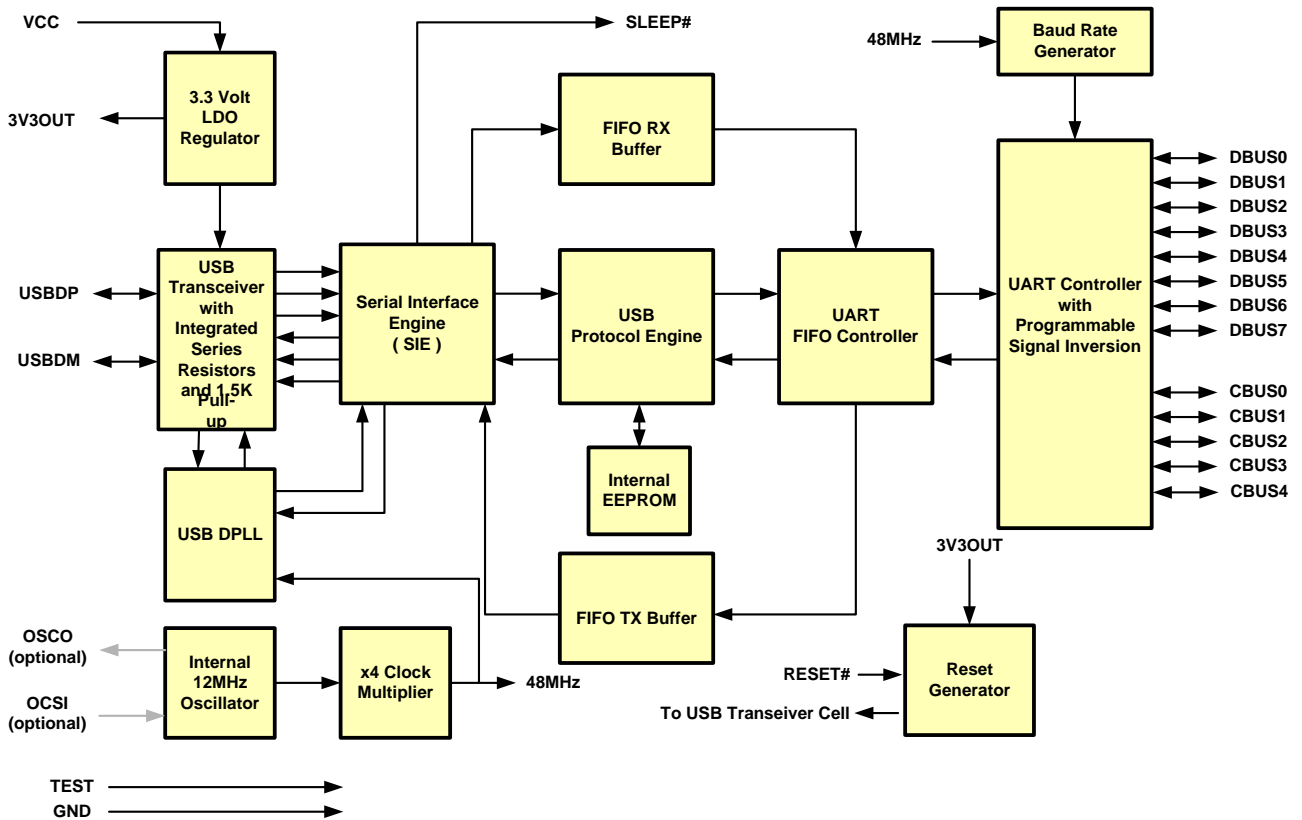 VCC
SLEEP#
48MHz
Baud Rate
Generator
3.3 Volt
LDO
Regulator
3V3OUT
FIFO RX
Buffer
DBUS0
DBUS1
DBUS2
DBUS3
DBUS4
DBUS5
DBUS6
DBUS7
USBDP
USBDM
USB
Transceiver
with
Integrated
Series
Resistors
and 1.5K
Pull-
up
Serial Interface
Engine
( SIE )
USB
Protocol Engine
UART
FIFO Controller
UART Controller
with
Programmable
Signal Inversion
CBUS0
CBUS1
CBUS2
CBUS3
CBUS4
Internal
EEPROM
USB DPLL
3V3OUT
FIFO TX Buffer
OSCO
(optional)
OCSI
(optional)
Internal
12MHz
Oscillator
x4 Clock
Multiplier
48MHz
RESET#
Reset
Generator
To USB Transeiver Cell
TEST
GND